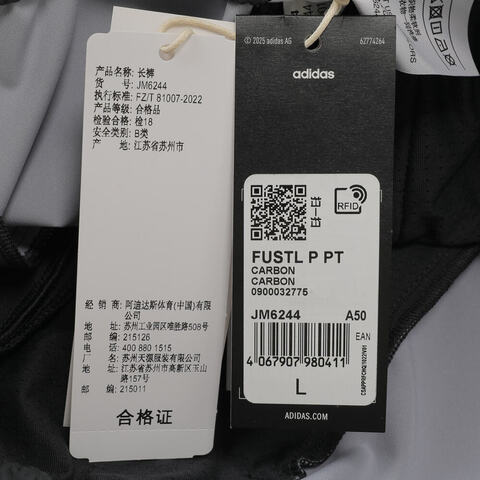 产品名称: 长裤
货 号: JM6244
执行标准: FZ/T 81007-2022
产品等级: 合格品
检验合格: 检18
安全类别: B类
产 地: 江苏省苏州市
经 销 商: 阿迪达斯体育(中国)有限
公司
地 址: 苏州工业园区唯胜路508号
邮 编: 215126
电 话: 400 880 1515
厂 名: 苏州天源服装有限公司
地 址: 江苏省苏州市高新区玉山
路157号
邮 编: 215011
合格证
© 2025 adidas AG
62774264
adidas
扫一扫
RFID
FUSTL P PT
CARBON
CARBON
0900032775
JM6244 A50
EAN
4 067907 980411
L
ADIDAS.COM